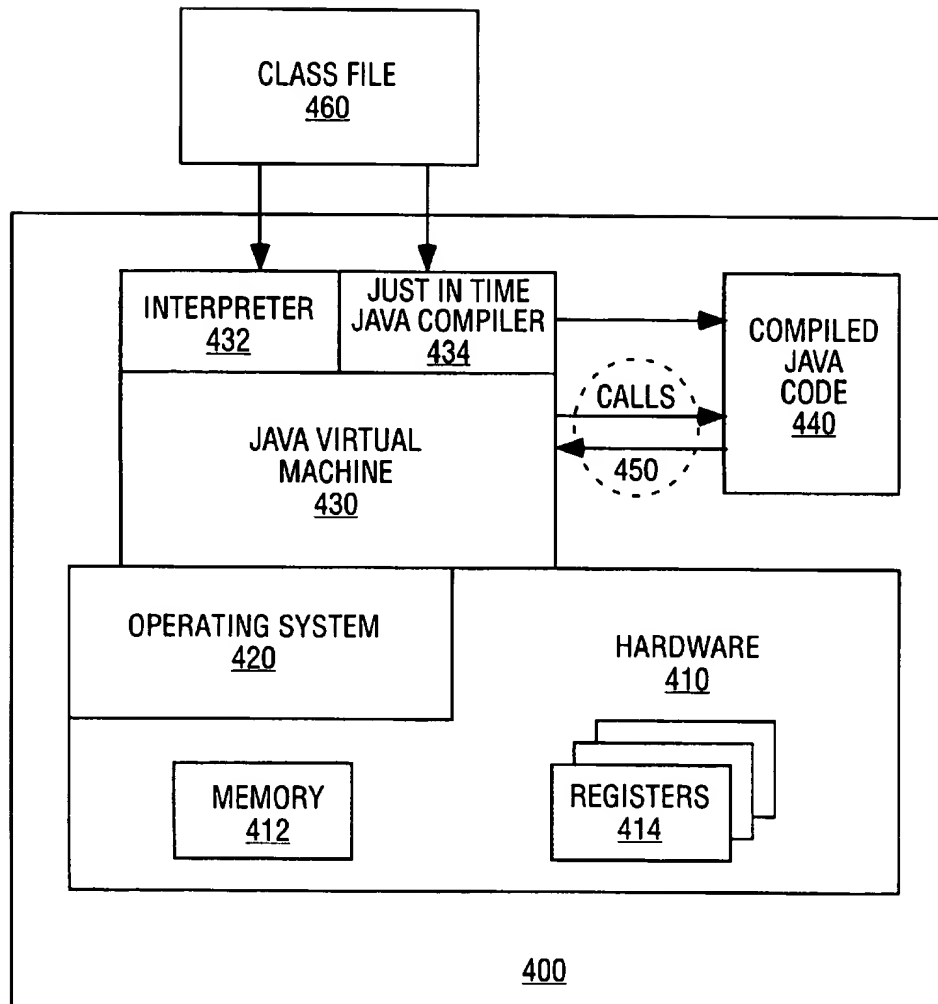 CLASS FILE
460
INTERPRETER
432
JUST IN TIME
JAVA COMPILER
434
COMPILED
JAVA
CODE
440
CALLS
450
JAVA VIRTUAL
MACHINE
430
OPERATING SYSTEM
420
HARDWARE
410
MEMORY
412
REGISTERS
414
400